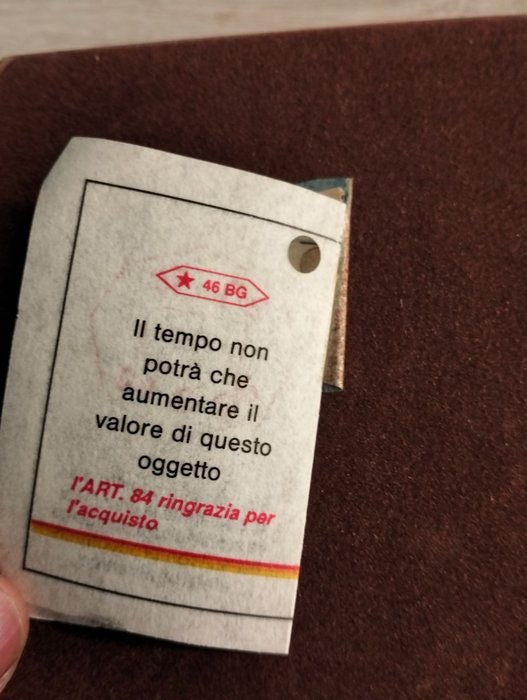 ★ 46 BG
Il tempo non
potrà che
aumentare il
valore di questo
oggetto
l'ART. 84 ringrazia per
l'acquisto